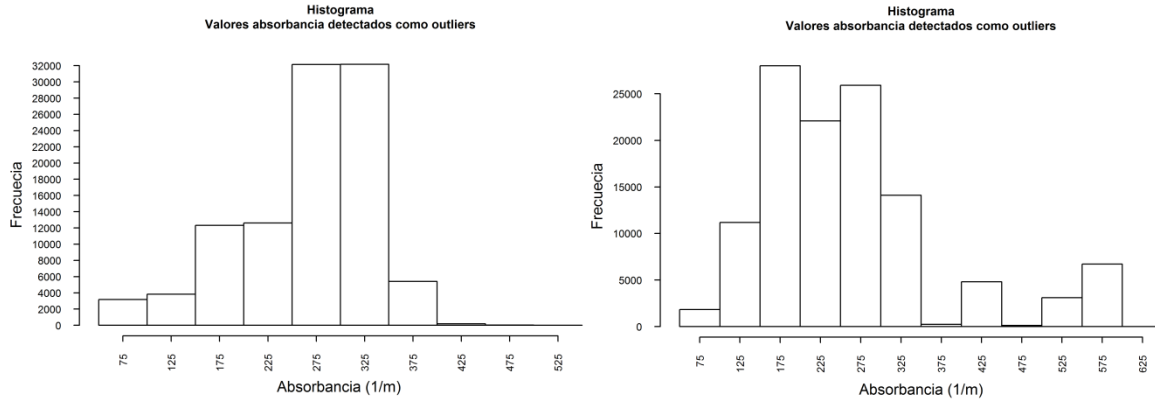 Histograma
Valores absorbancia detectados como outliers
32000
30000
28000
26000
24000
22000
20000
18000
16000
14000
12000
10000
8000
6000
4000
2000
0
Frecuecia
75 125 175 225 275 325 375 425 475 525
Absorbancia (1/m)
Histograma
Valores absorbancia detectados como outliers
25000
20000
15000
10000
5000
0
Frecuecia
75 125 175 225 275 325 375 425 475 525 575 625
Absorbancia (1/m)